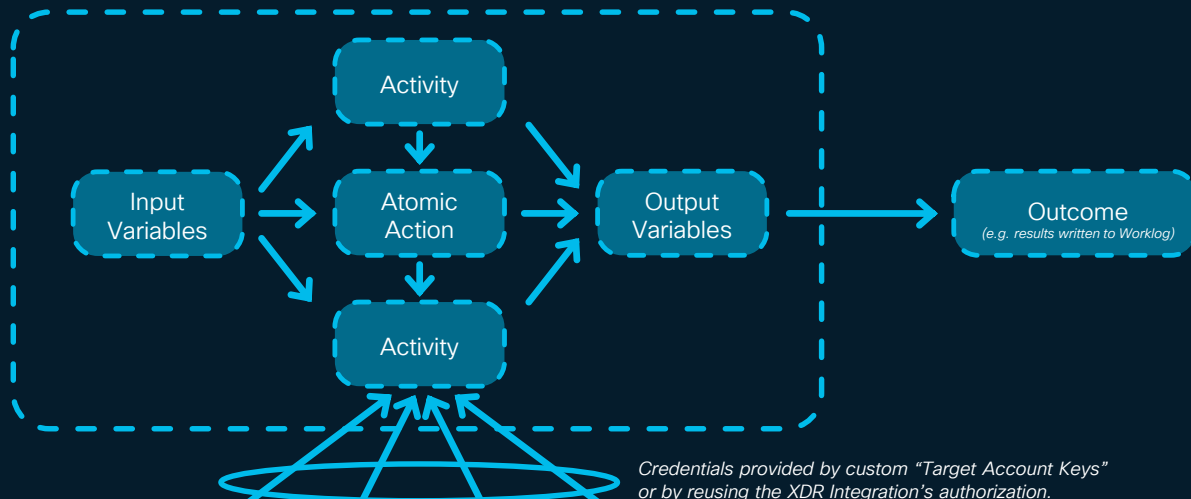 Activity
Input
Variables
Atomic
Action
Output
Variables
Outcome
(e.g. results written to Worklog)
Activity
Credentials provided by custom “Target Account Keys”
or by reusing the XDR Integration’s authorization.